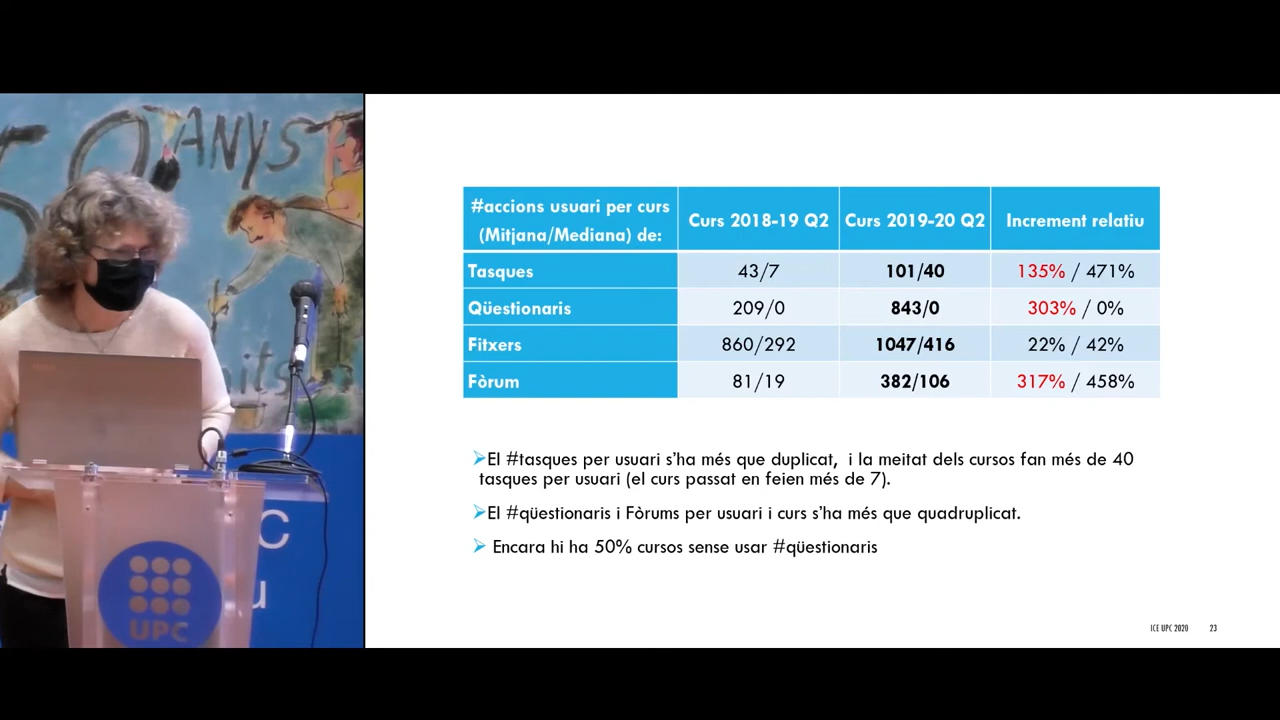 ANYS
UPC
#accions usuari per curs
(Mitjana/Mediana) de:
Curs 2018-19 Q2
Curs 2019-20 Q2
Increment relatiu
Tasques
43/7
101/40
135% / 471%
Qüestionaris
209/0
843/0
303% / 0%
Fitxers
860/292
1047/416
22% / 42%
Fòrum
81/19
382/106
317% / 458%
➢El #tasques per usuari s’ha més que duplicat, i la meitat dels cursos fan més de 40
tasques per usuari (el curs passat en feien més de 7).
➢El #qüestionaris i Fòrums per usuari i curs s’ha més que quadruplicat.
➢ Encara hi ha 50% cursos sense usar #qüestionaris
ICE UPC 2020
23